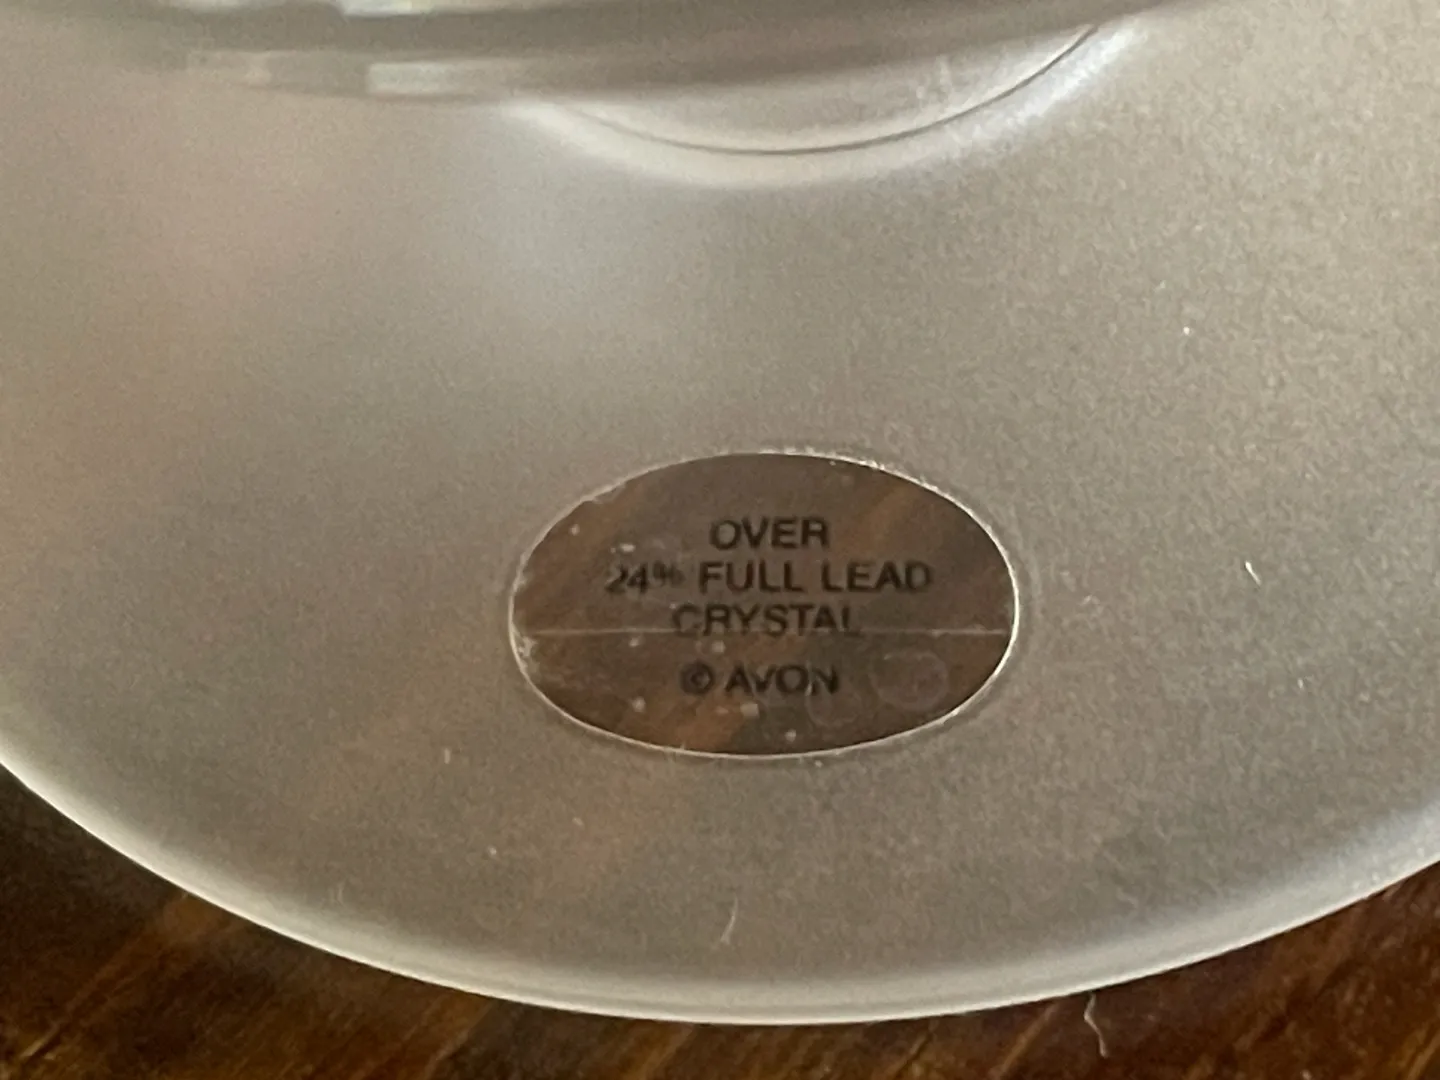 OVER
24% FULL LEAD
CRYSTAL
© AVON